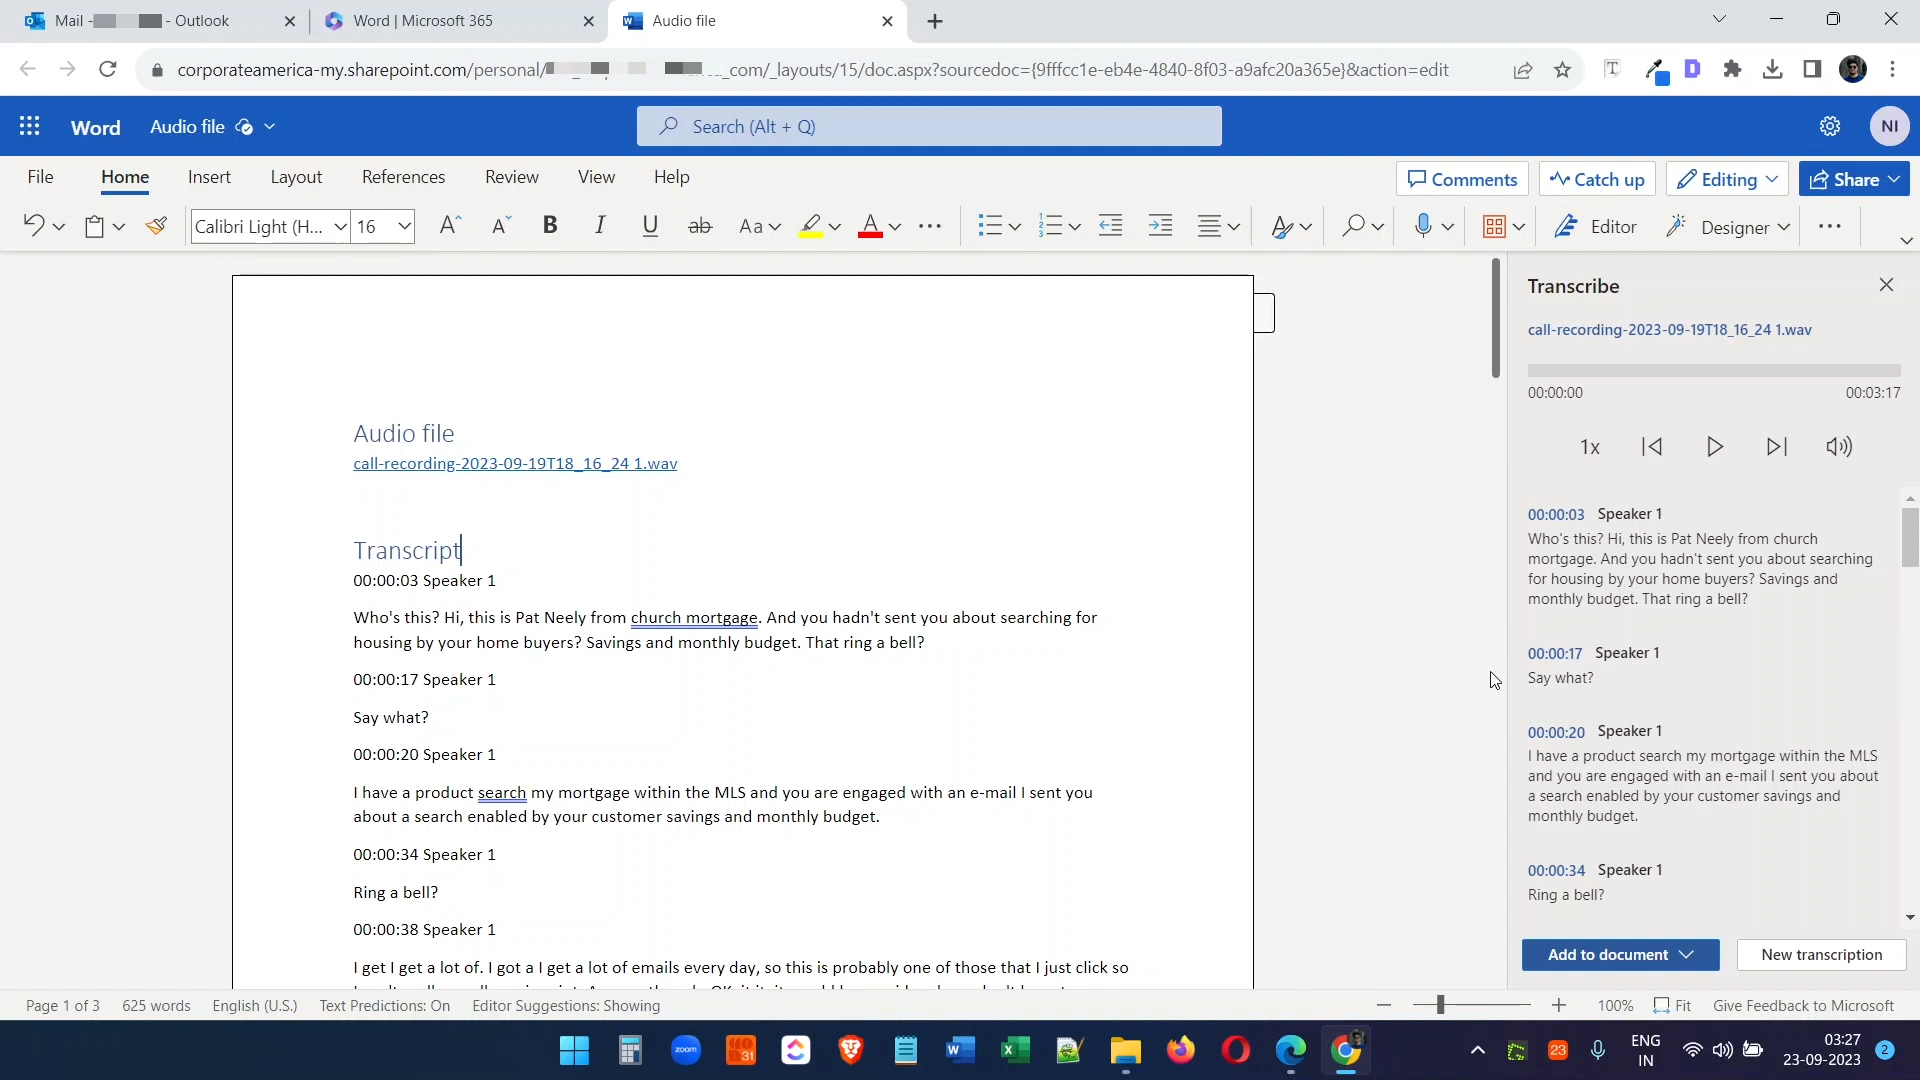 Mail - - Outlook
Word | Microsoft 365
Audio file
corporateamerica-my.sharepoint.com/personal/ _com/_layouts/15/doc.aspx?sourcedoc={9fffcc1e-eb4e-4840-8f03-a9afc20a365e}&action=edit
Word
Audio file
Search (Alt + Q)
NI
File
Home
Insert
Layout
References
Review
View
Help
Comments
Catch up
Editing
Share
Calibri Light (H...
16
Editor
Designer
Audio file
call-recording-2023-09-19T18_16_24 1.wav
Transcript
00:00:03 Speaker 1
Who's this? Hi, this is Pat Neely from church mortgage. And you hadn't sent you about searching for
housing by your home buyers? Savings and monthly budget. That ring a bell?
00:00:17 Speaker 1
Say what?
00:00:20 Speaker 1
I have a product search my mortgage within the MLS and you are engaged with an e-mail I sent you
about a search enabled by your customer savings and monthly budget.
00:00:34 Speaker 1
Ring a bell?
00:00:38 Speaker 1
I get I get a lot of. I got a I get a lot of emails every day, so this is probably one of those that I just click so
Transcribe
call-recording-2023-09-19T18_16_24 1.wav
00:00:00
00:03:17
1x
00:00:03 Speaker 1
Who's this? Hi, this is Pat Neely from church
mortgage. And you hadn't sent you about searching
for housing by your home buyers? Savings and
monthly budget. That ring a bell?
00:00:17 Speaker 1
Say what?
00:00:20 Speaker 1
I have a product search my mortgage within the MLS
and you are engaged with an e-mail I sent you about
a search enabled by your customer savings and
monthly budget.
00:00:34 Speaker 1
Ring a bell?
Add to document
New transcription
Page 1 of 3
625 words
English (U.S.)
Text Predictions: On
Editor Suggestions: Showing
100%
Fit
Give Feedback to Microsoft
zoom
31
23
ENG
IN
03:27
23-09-2023
2